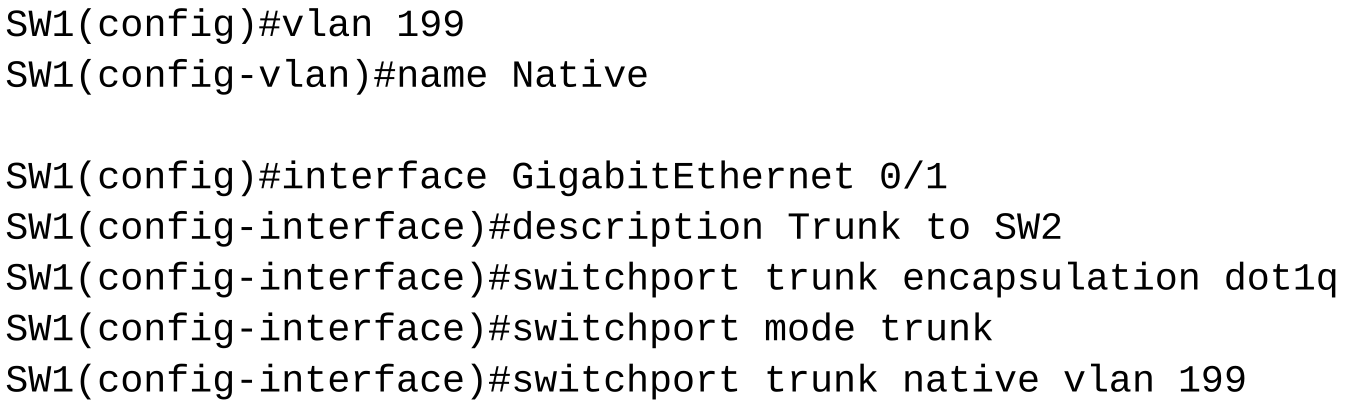 SW1(config)#vlan 199
SW1(config-vlan)#name Native
SW1(config)#interface GigabitEthernet 0/1
SW1(config-interface)#description Trunk to SW2
SW1(config-interface)#switchport trunk encapsulation dot1q
SW1(config-interface)#switchport mode trunk
SW1(config-interface)#switchport trunk native vlan 199